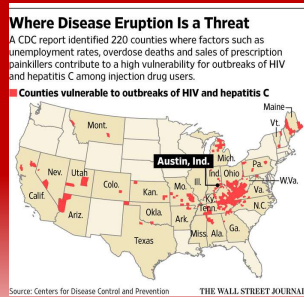 Where Disease Eruption Is a Threat
A CDC report identified 220 counties where factors such as
unemployment rates, overdose deaths and sales of prescription
painkillers contribute to a high vulnerability for outbreaks of HIV
and hepatitis C among injection drug users.
Counties vulnerable to outbreaks of HIV and hepatitis C
Maine
Mont.
Vt.
Austin, Ind.
Mich.
Nev.
Utah
Colo.
Kan.
Mo.
Ill.
Ind.
Ohio
Pa.
W.Va.
Calif.
Ky.
Va.
Ariz.
Okla.
Ark.
Tenn.
N.C.
Texas
Miss.
Ala.
Ga.
Source: Centers for Disease Control and Prevention
THE WALL STREET JOURNAL